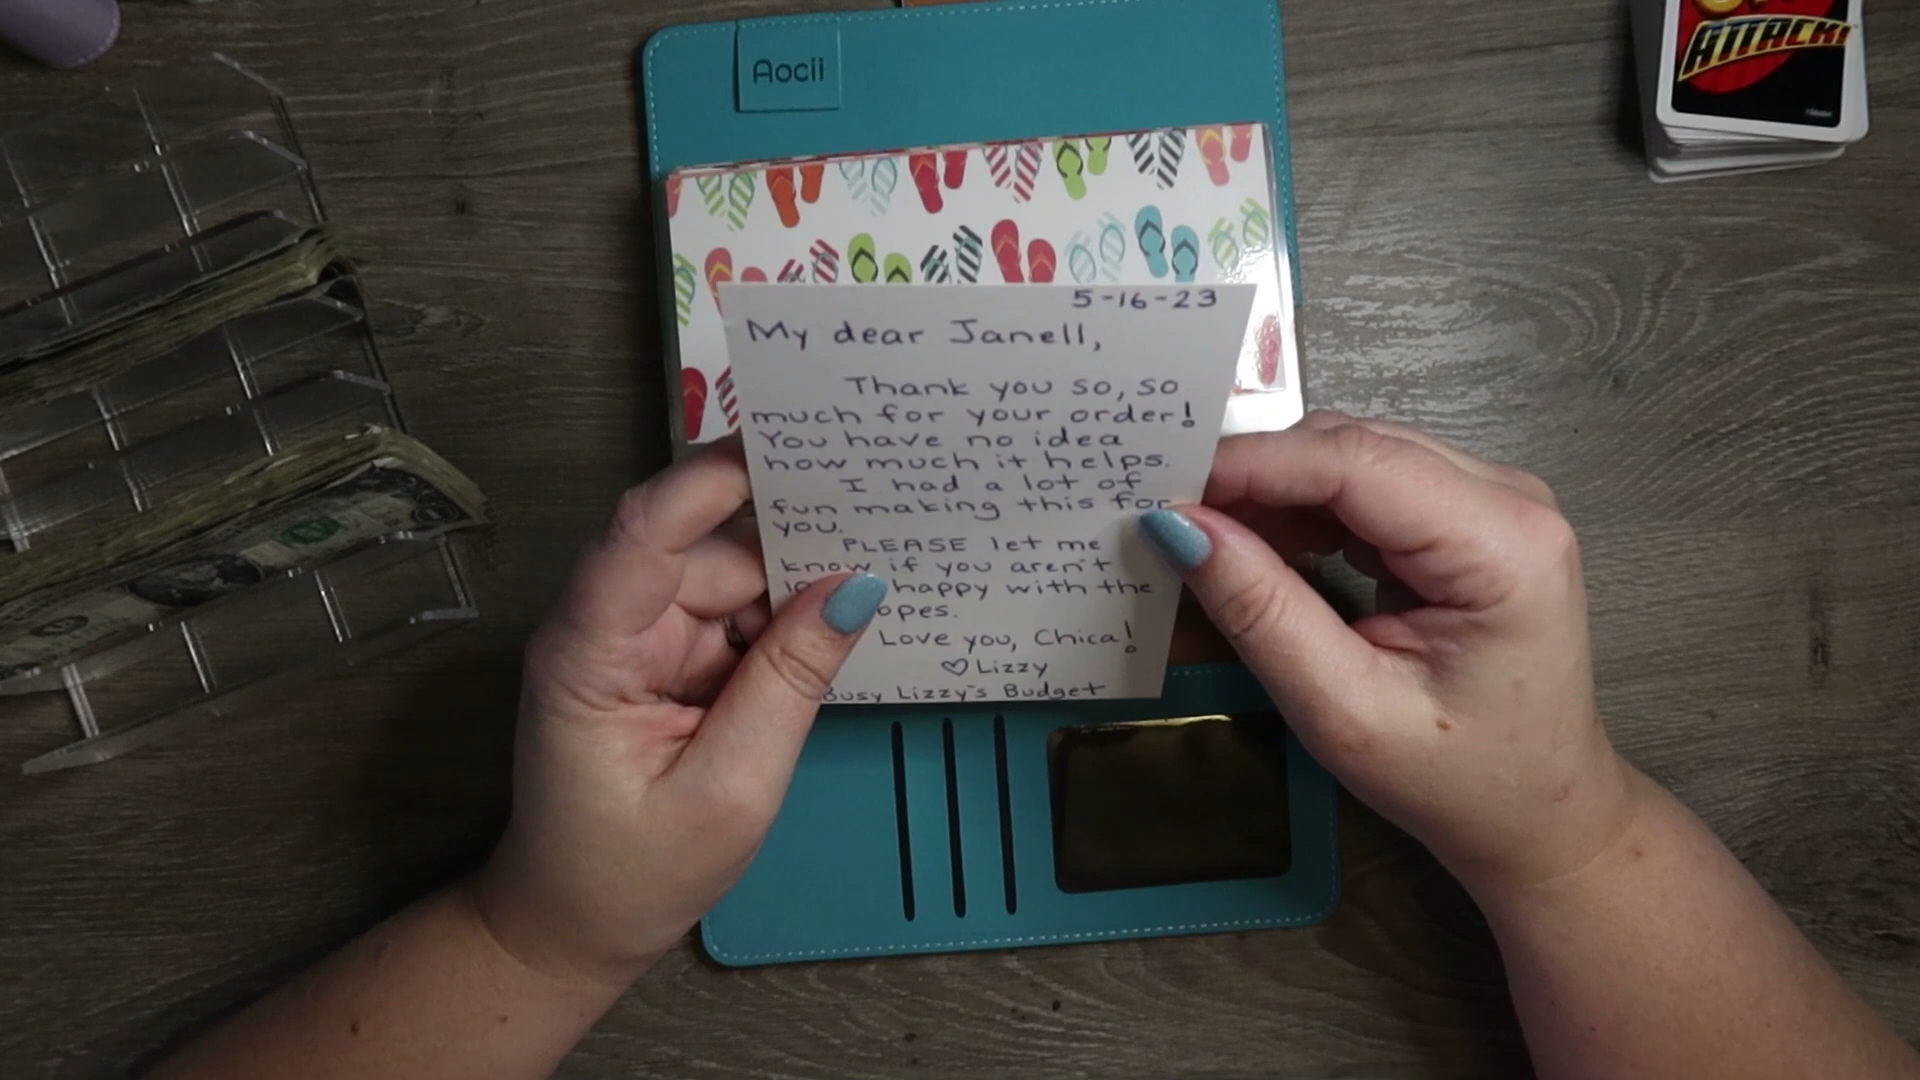 Aocii
ATTACK!
5-16-23
My dear Janell,
Thank you so, so
much for your order!
You have no idea
how much it helps.
I had a lot of
fun making this for
you.
PLEASE let me
know if you aren't
happy with the
opes.
Love you, Chica!
♡ Lizzy
Busy Lizzy's Budget